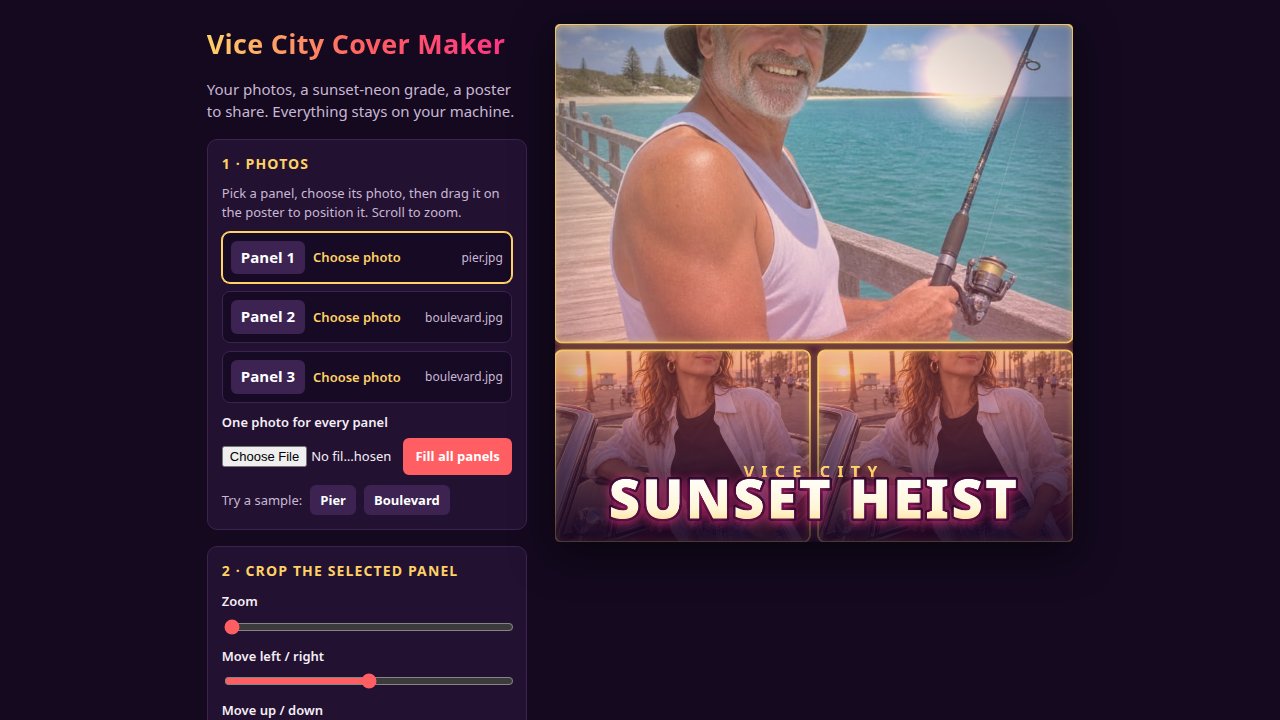 Vice City Cover Maker
Your photos, a sunset-neon grade, a poster
to share. Everything stays on your machine.
1 · PHOTOS
Pick a panel, choose its photo, then drag it on
the poster to position it. Scroll to zoom.
Panel 1 Choose photo pier.jpg
Panel 2 Choose photo boulevard.jpg
Panel 3 Choose photo boulevard.jpg
One photo for every panel
Choose File No fil...hosen Fill all panels
Try a sample: Pier Boulevard
2 · CROP THE SELECTED PANEL
Zoom
Move left / right
Move up / down
VICE CITY
SUNSET HEIST